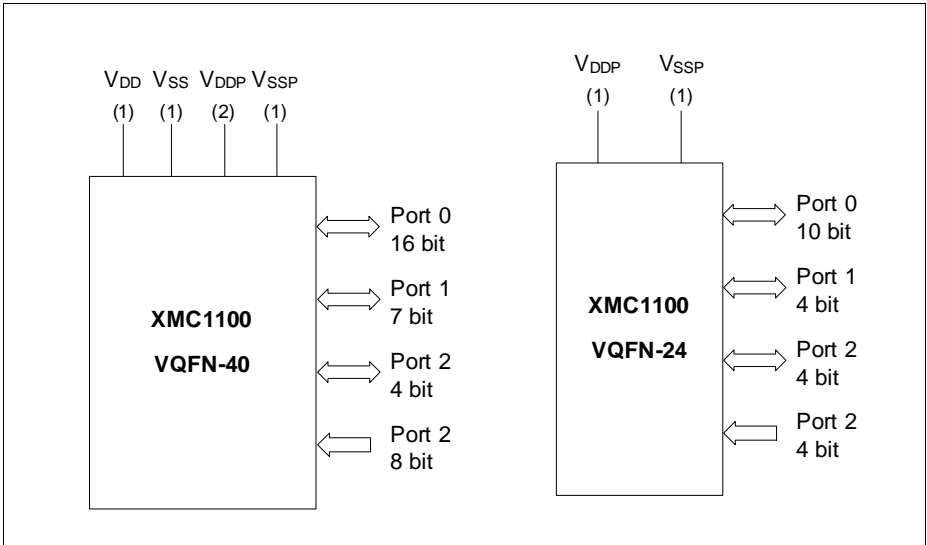 VDD VSS VDDP VSSP
(1) (1) (2) (1)
Port 0
16 bit
Port 1
7 bit
XMC1100
VQFN-40
Port 2
4 bit
Port 2
8 bit
VDDP VSSP
(1) (1)
Port 0
10 bit
Port 1
4 bit
XMC1100
VQFN-24
Port 2
4 bit
Port 2
4 bit